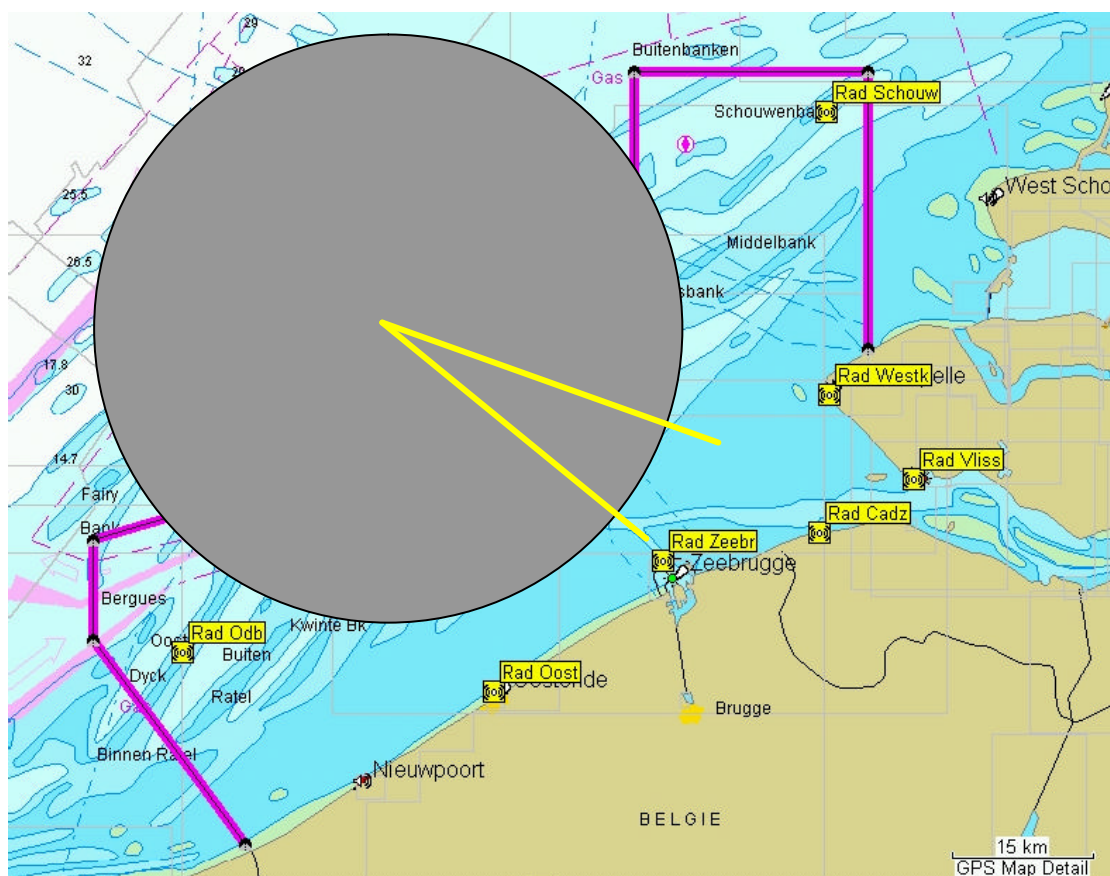 29
Buitenbanken
32
Gas
Rad Schouw
Schouwenba
25.5
West Scho
Middelbank
26.5
sbank
17.8
Rad Westk
elle
30
14.7
Rad Vliss
Fairy
Rad Cadz
Bank
Rad Zeebr
Zeebrugge
Bergues
Kwinte Bk
Rad Odb
Oost
Buiten
Dyck
Rad Oost
Oostende
Ratel
Brugge
Binnen Ratel
Nieuwpoort
BELGIE
15 km
GPS Map Detail